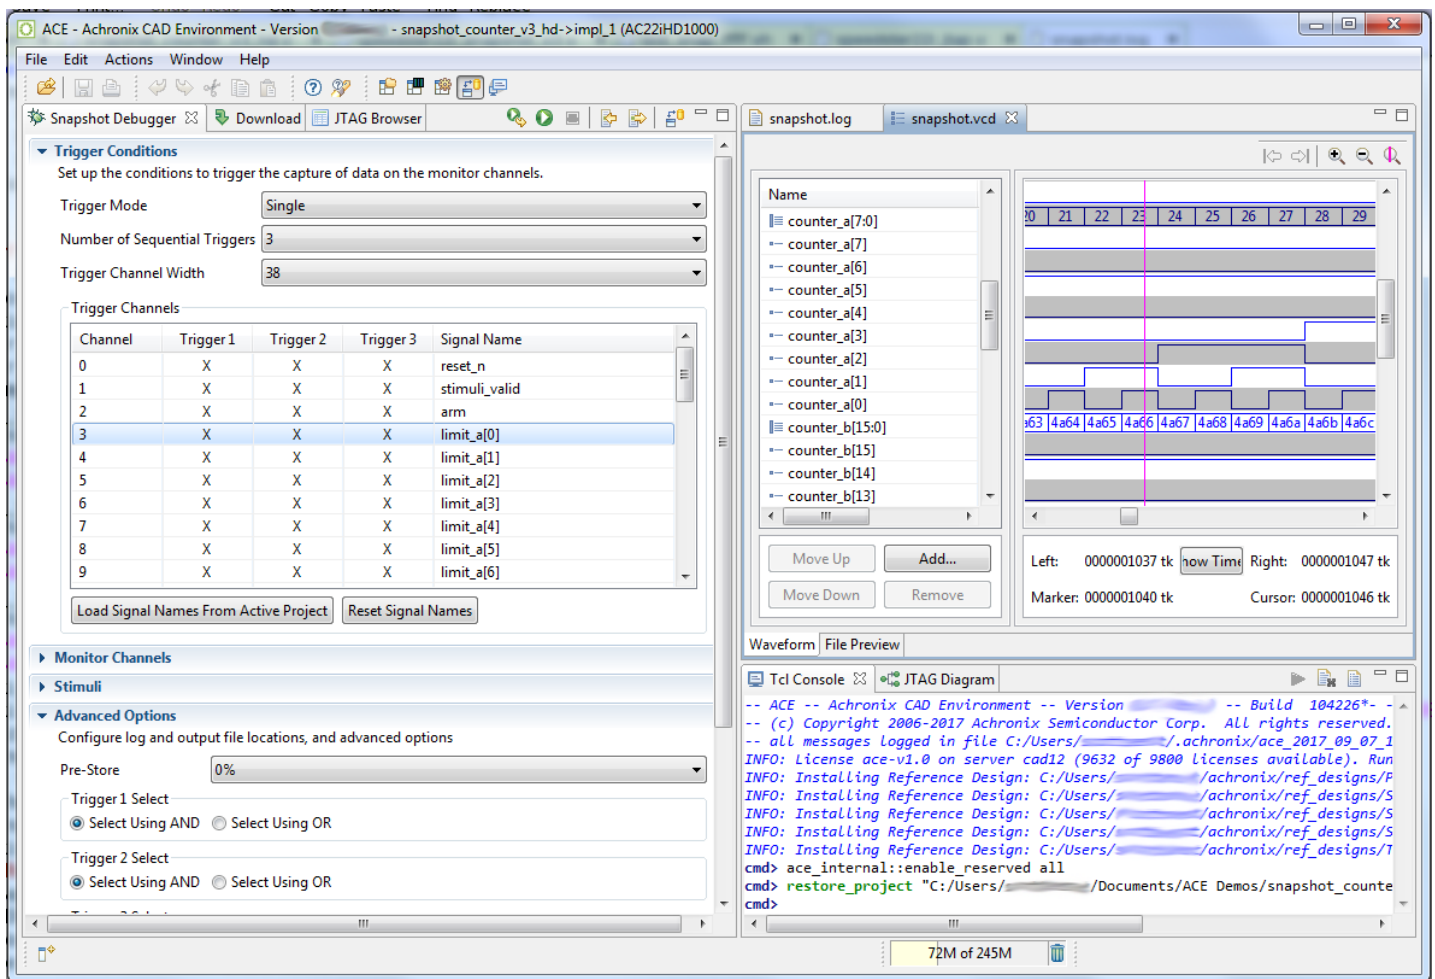 ACE - Achronix CAD Environment - Version - snapshot_counter_v3_hd->impl_1 (AC22iHD1000)
File Edit Actions Window Help
Snapshot Debugger Download JTAG Browser
Trigger Conditions
Set up the conditions to trigger the capture of data on the monitor channels.
Trigger Mode Single
Number of Sequential Triggers 3
Trigger Channel Width 38
Trigger Channels
Channel Trigger 1 Trigger 2 Trigger 3 Signal Name
0 X X X reset_n
1 X X X stimuli_valid
2 X X X arm
3 X X X limit_a[0]
4 X X X limit_a[1]
5 X X X limit_a[2]
6 X X X limit_a[3]
7 X X X limit_a[4]
8 X X X limit_a[5]
9 X X X limit_a[6]
Load Signal Names From Active Project Reset Signal Names
Monitor Channels
Stimuli
Advanced Options
Configure log and output file locations, and advanced options
Pre-Store 0%
Trigger 1 Select
Select Using AND Select Using OR
Trigger 2 Select
Select Using AND Select Using OR
snapshot.log snapshot.vcd
Name
counter_a[7:0] 20 21 22 23 24 25 26 27 28 29
counter_a[7]
counter_a[6]
counter_a[5]
counter_a[4]
counter_a[3]
counter_a[2]
counter_a[1]
counter_a[0]
counter_b[15:0] a63 4a64 4a65 4a66 4a67 4a68 4a69 4a6a 4a6b 4a6c
counter_b[15]
counter_b[14]
counter_b[13]
Move Up Add...
Move Down Remove
Left: 0000001037 tk how Time Right: 0000001047 tk
Marker: 0000001040 tk Cursor: 0000001046 tk
Waveform File Preview
Tcl Console JTAG Diagram
-- ACE -- Achronix CAD Environment -- Version -- Build 104226*- -
-- (c) Copyright 2006-2017 Achronix Semiconductor Corp. All rights reserved.
-- all messages logged in file C:/Users/ /.achronix/ace_2017_09_07_1
INFO: License ace-v1.0 on server cad12 (9632 of 9800 licenses available). Run
INFO: Installing Reference Design: C:/Users/ /achronix/ref_designs/P
INFO: Installing Reference Design: C:/Users/ /achronix/ref_designs/S
INFO: Installing Reference Design: C:/Users/ /achronix/ref_designs/S
INFO: Installing Reference Design: C:/Users/ /achronix/ref_designs/S
INFO: Installing Reference Design: C:/Users/ /achronix/ref_designs/T
cmd> ace_internal::enable_reserved all
cmd> restore_project "C:/Users/ /Documents/ACE Demos/snapshot_counte
cmd>
72M of 245M